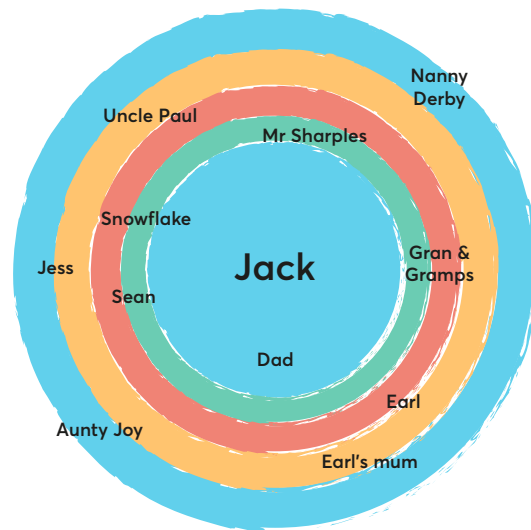 Nanny
Derby
Uncle Paul
Mr Sharples
Snowflake
Jack
Gran &
Gramps
Jess
Sean
Dad
Earl
Aunty Joy
Earl's mum